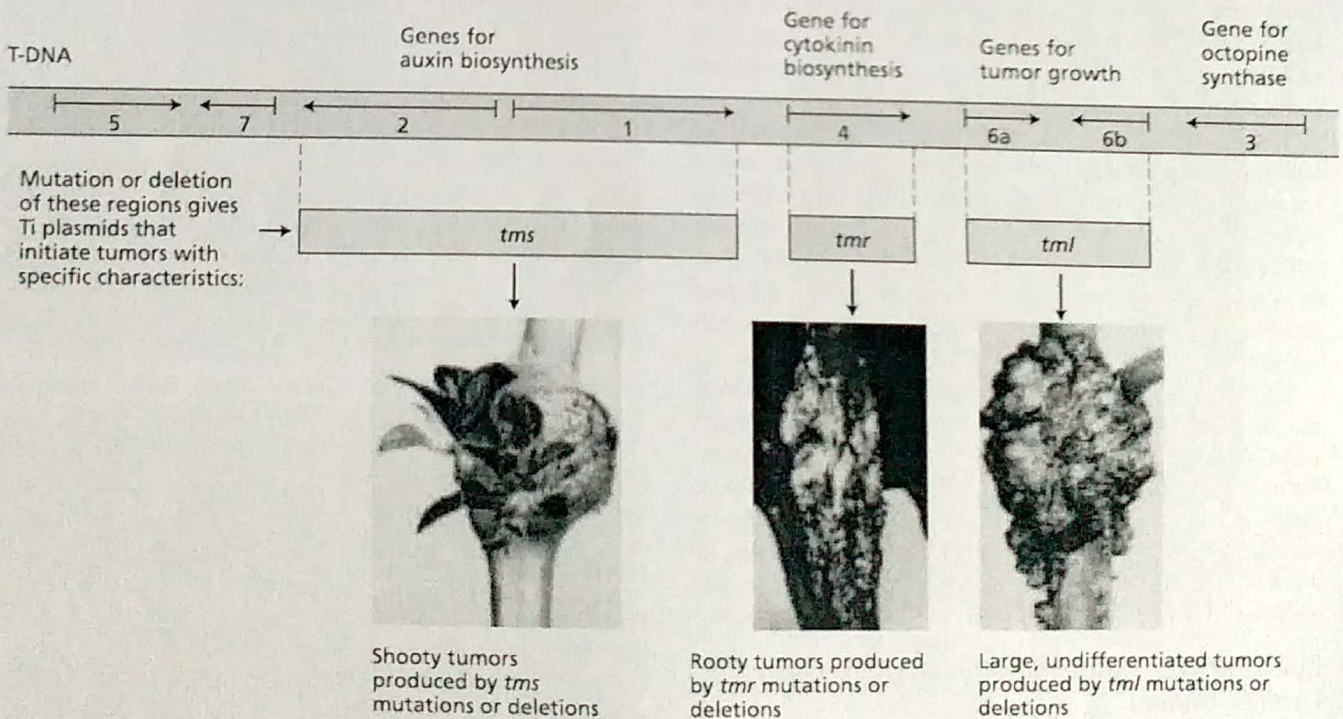 T-DNA
Genes for
auxin biosynthesis
Gene for
cytokinin
biosynthesis
Genes for
tumor growth
Gene for
octopine
synthase
5
7
2
1
4
6a
6b
3
Mutation or deletion
of these regions gives
Ti plasmids that
initiate tumors with
specific characteristics:
tms
tmr
tml
Shooty tumors
produced by tms
mutations or deletions
Rooty tumors produced
by tmr mutations or
deletions
Large, undifferentiated tumors
produced by tml mutations or
deletions